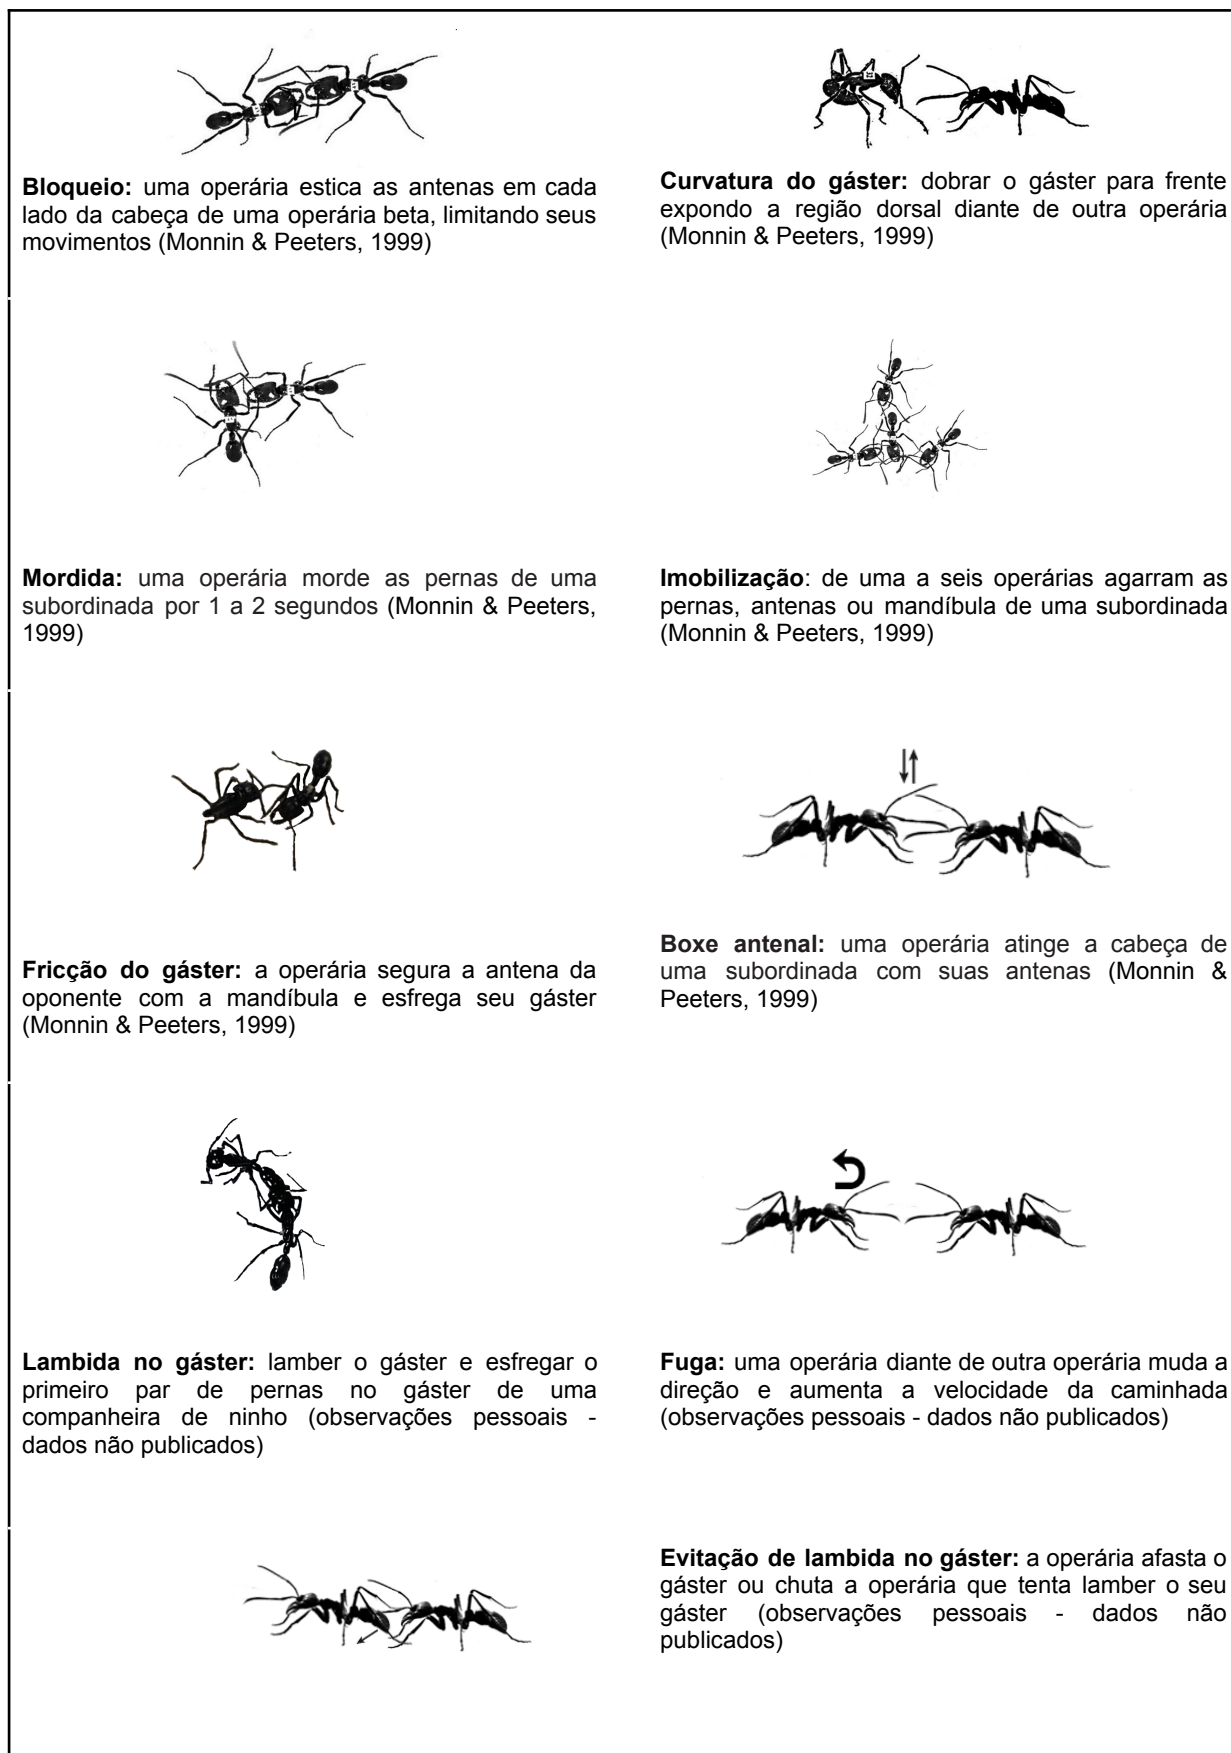 Bloqueio: uma operária estica as antenas em cada
lado da cabeça de uma operária beta, limitando seus
movimentos (Monnin & Peeters, 1999)
Curvatura do gáster: dobrar o gáster para frente
expondo a região dorsal diante de outra operária
(Monnin & Peeters, 1999)
Mordida: uma operária morde as pernas de uma
subordinada por 1 a 2 segundos (Monnin & Peeters,
1999)
Imobilização: de uma a seis operárias agarram as
pernas, antenas ou mandíbula de uma subordinada
(Monnin & Peeters, 1999)
Fricção do gáster: a operária segura a antena da
oponente com a mandíbula e esfrega seu gáster
(Monnin & Peeters, 1999)
Boxe antenal: uma operária atinge a cabeça de
uma subordinada com suas antenas (Monnin &
Peeters, 1999)
Lambida no gáster: lamber o gáster e esfregar o
primeiro par de pernas no gáster de uma
companheira de ninho (observações pessoais -
dados não publicados)
Fuga: uma operária diante de outra operária muda a
direção e aumenta a velocidade da caminhada
(observações pessoais - dados não publicados)
Evitação de lambida no gáster: a operária afasta o
gáster ou chuta a operária que tenta lamber o seu
gáster (observações pessoais - dados não
publicados)